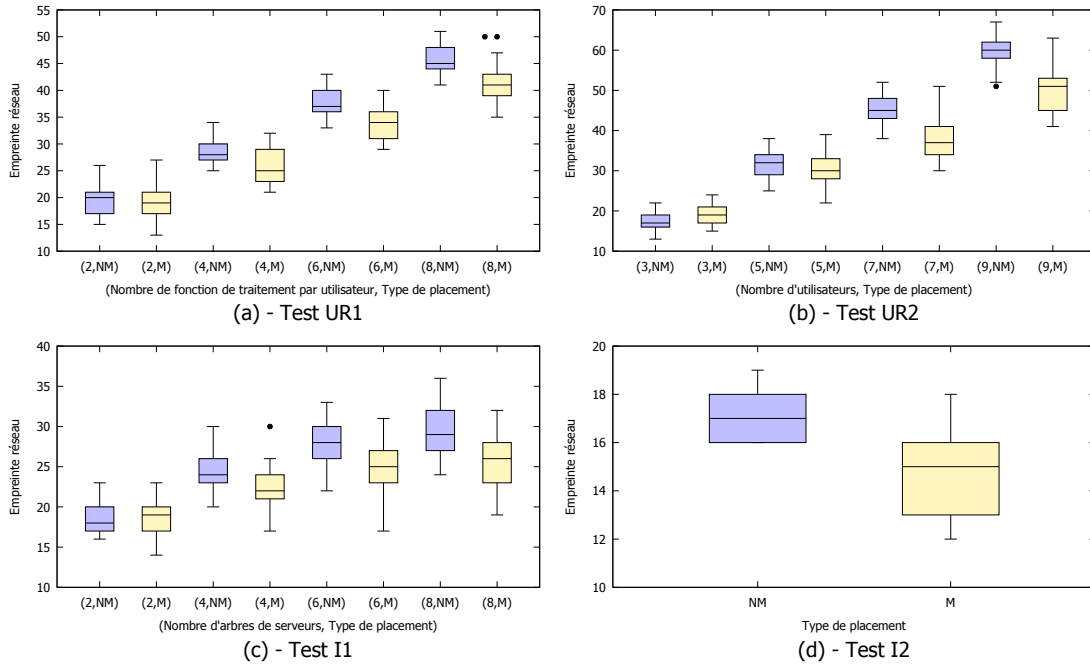 55
50
45
40
35
30
25
20
15
10
Empreinte réseau
(2,NM) (2,M) (4,NM) (4,M) (6,NM) (6,M) (8,NM) (8,M)
(Nombre de fonction de traitement par utilisateur, Type de placement)
(a) - Test UR1
70
60
50
40
30
20
10
Empreinte réseau
(3,NM) (3,M) (5,NM) (5,M) (7,NM) (7,M) (9,NM) (9,M)
(Nombre d'utilisateurs, Type de placement)
(b) - Test UR2
40
35
30
25
20
15
10
Empreinte réseau
(2,NM) (2,M) (4,NM) (4,M) (6,NM) (6,M) (8,NM) (8,M)
(Nombre d'arbres de serveurs, Type de placement)
(c) - Test I1
20
18
16
14
12
10
Empreinte réseau
NM M
Type de placement
(d) - Test I2